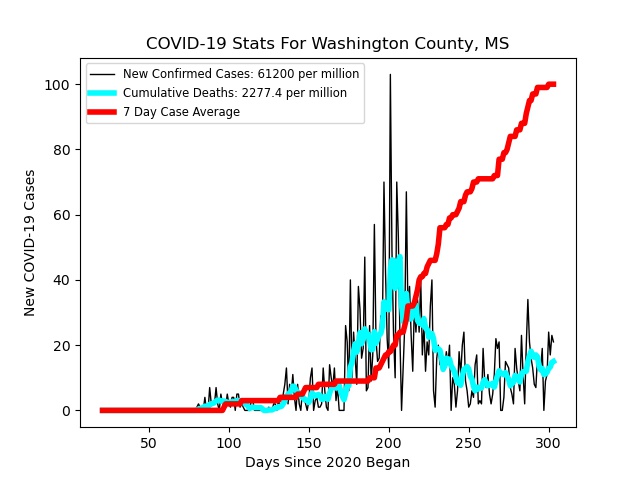 COVID-19 Stats For Washington County, MS
New Confirmed Cases: 61200 per million
Cumulative Deaths: 2277.4 per million
7 Day Case Average
New COVID-19 Cases
100
80
60
40
20
0
50 100 150 200 250 300
Days Since 2020 Began